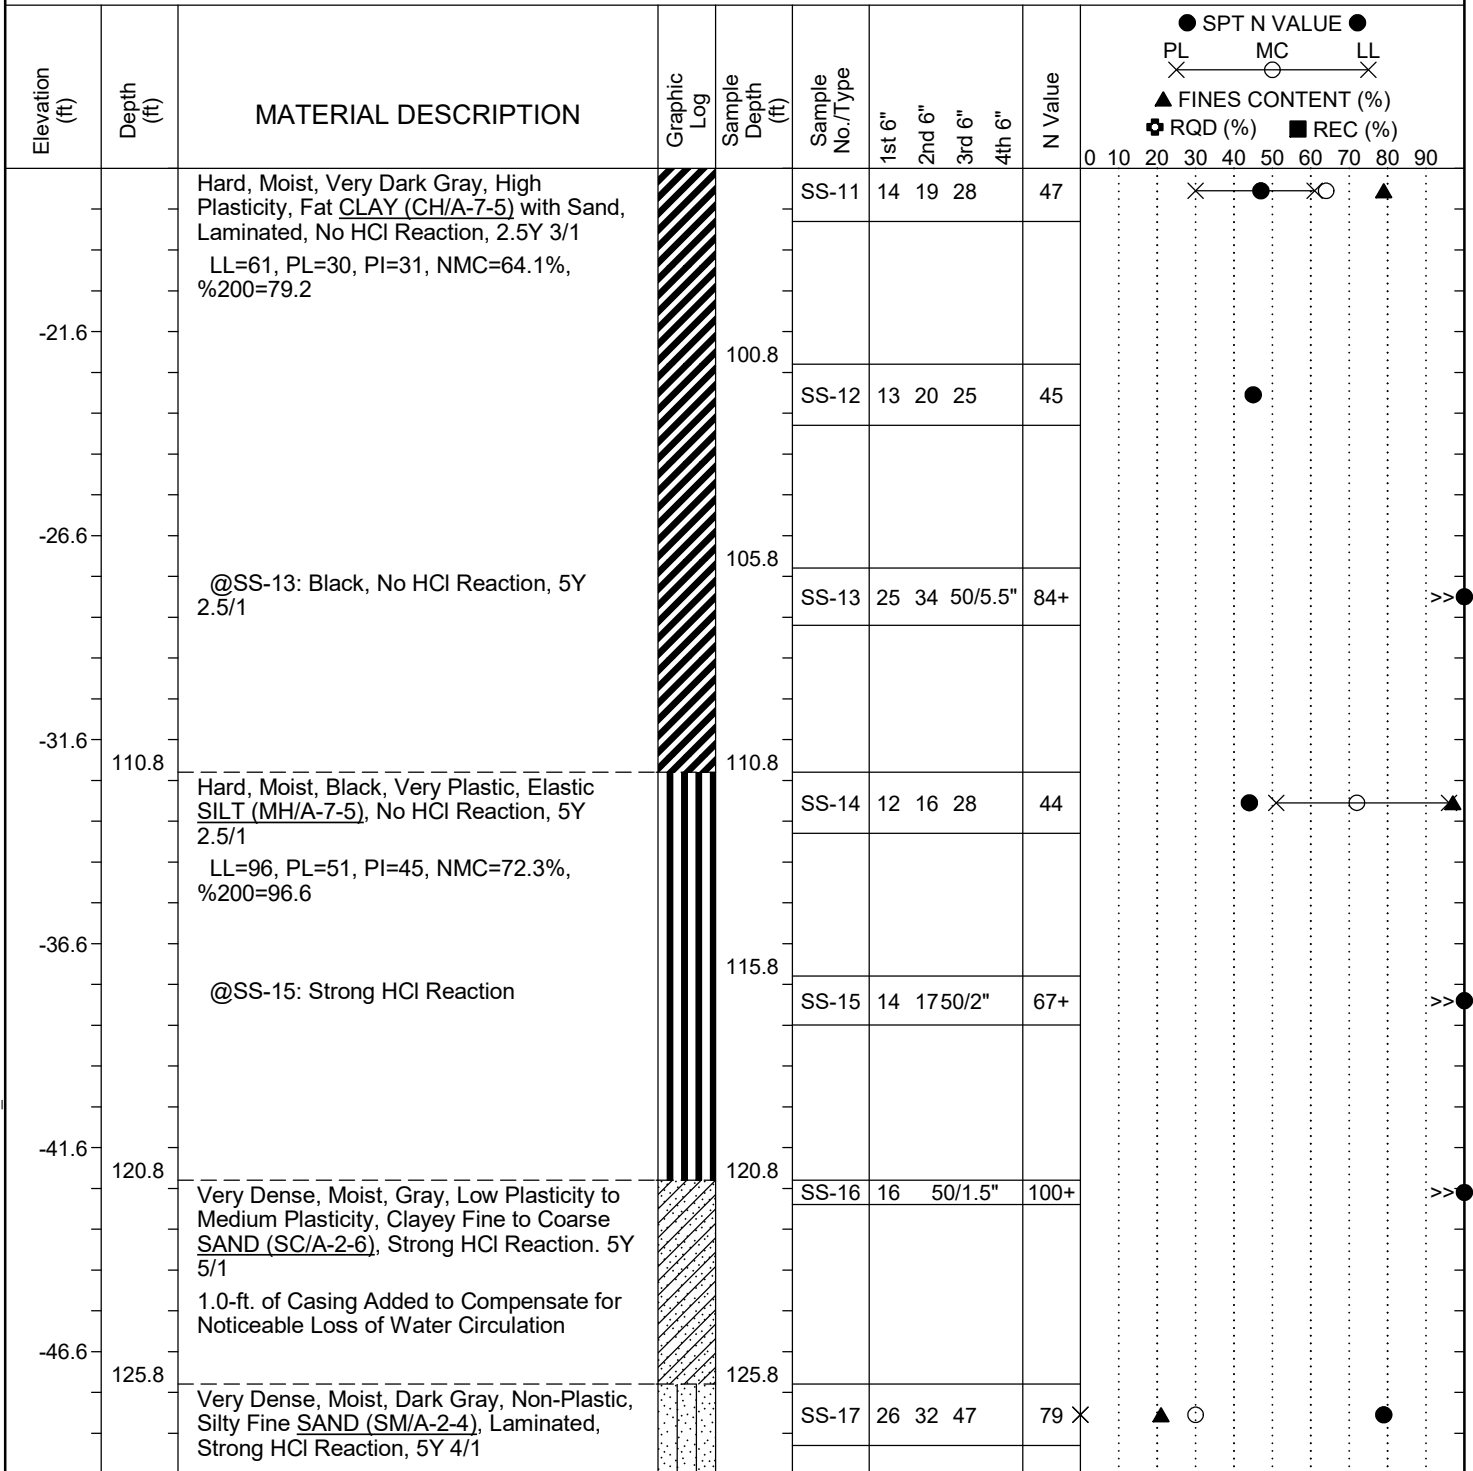 ● SPT N VALUE ●
PL MC LL
▲ FINES CONTENT (%)
RQD (%) ■ REC (%)
Elevation
(ft)
Depth
(ft)
MATERIAL DESCRIPTION
Graphic
Log
Sample
Depth
(ft)
Sample
No./Type
1st 6"
2nd 6"
3rd 6"
4th 6"
N Value
0 10 20 30 40 50 60 70 80 90
Hard, Moist, Very Dark Gray, High
Plasticity, Fat CLAY (CH/A-7-5) with Sand,
Laminated, No HCl Reaction, 2.5Y 3/1
LL=61, PL=30, PI=31, NMC=64.1%,
%200=79.2
SS-11 14 19 28 47
-21.6
100.8
SS-12 13 20 25 45
-26.6
105.8
@SS-13: Black, No HCl Reaction, 5Y
2.5/1
SS-13 25 34 50/5.5" 84+ >>
-31.6
110.8 110.8
Hard, Moist, Black, Very Plastic, Elastic
SILT (MH/A-7-5), No HCl Reaction, 5Y
2.5/1
LL=96, PL=51, PI=45, NMC=72.3%,
%200=96.6
SS-14 12 16 28 44
-36.6
115.8
@SS-15: Strong HCl Reaction
SS-15 14 17 50/2" 67+ >>
-41.6
120.8 120.8
Very Dense, Moist, Gray, Low Plasticity to
Medium Plasticity, Clayey Fine to Coarse
SAND (SC/A-2-6), Strong HCl Reaction. 5Y
5/1
1.0-ft. of Casing Added to Compensate for
Noticeable Loss of Water Circulation
SS-16 16 50/1.5" 100+ >>
-46.6
125.8 125.8
Very Dense, Moist, Dark Gray, Non-Plastic,
Silty Fine SAND (SM/A-2-4), Laminated,
Strong HCl Reaction, 5Y 4/1
SS-17 26 32 47 79